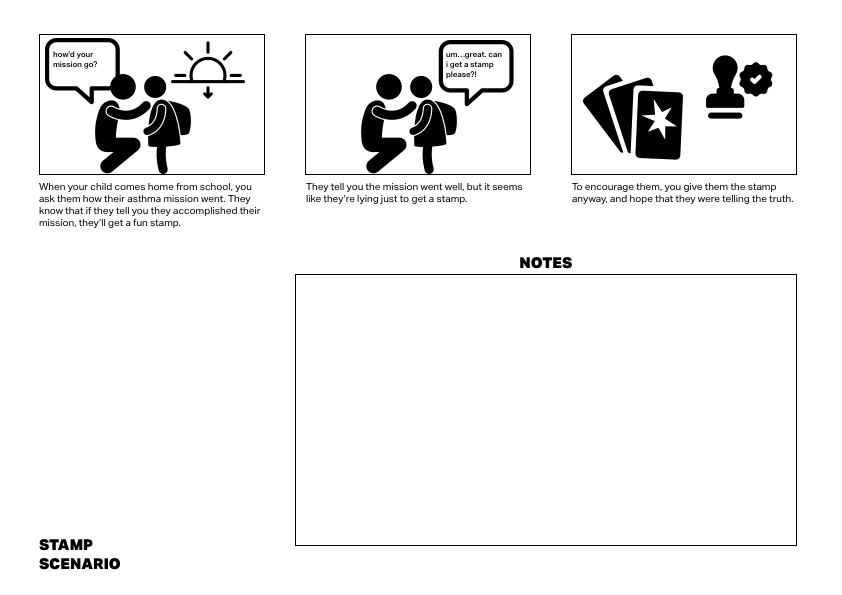 how'd your
mission go?
um...great. can
i get a stamp
please?!
When your child comes home from school, you
ask them how their asthma mission went. They
know that if they tell you they accomplished their
mission, they'll get a fun stamp.
They tell you the mission went well, but it seems
like they're lying just to get a stamp.
To encourage them, you give them the stamp
anyway, and hope that they were telling the truth.
NOTES
STAMP
SCENARIO